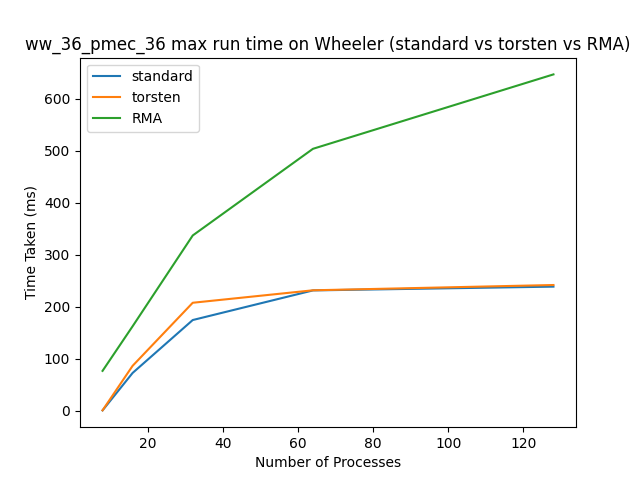 ww_36_pmec_36 max run time on Wheeler (standard vs torsten vs RMA)
standard
torsten
RMA
Time Taken (ms)
600
500
400
300
200
100
0
20 40 60 80 100 120
Number of Processes